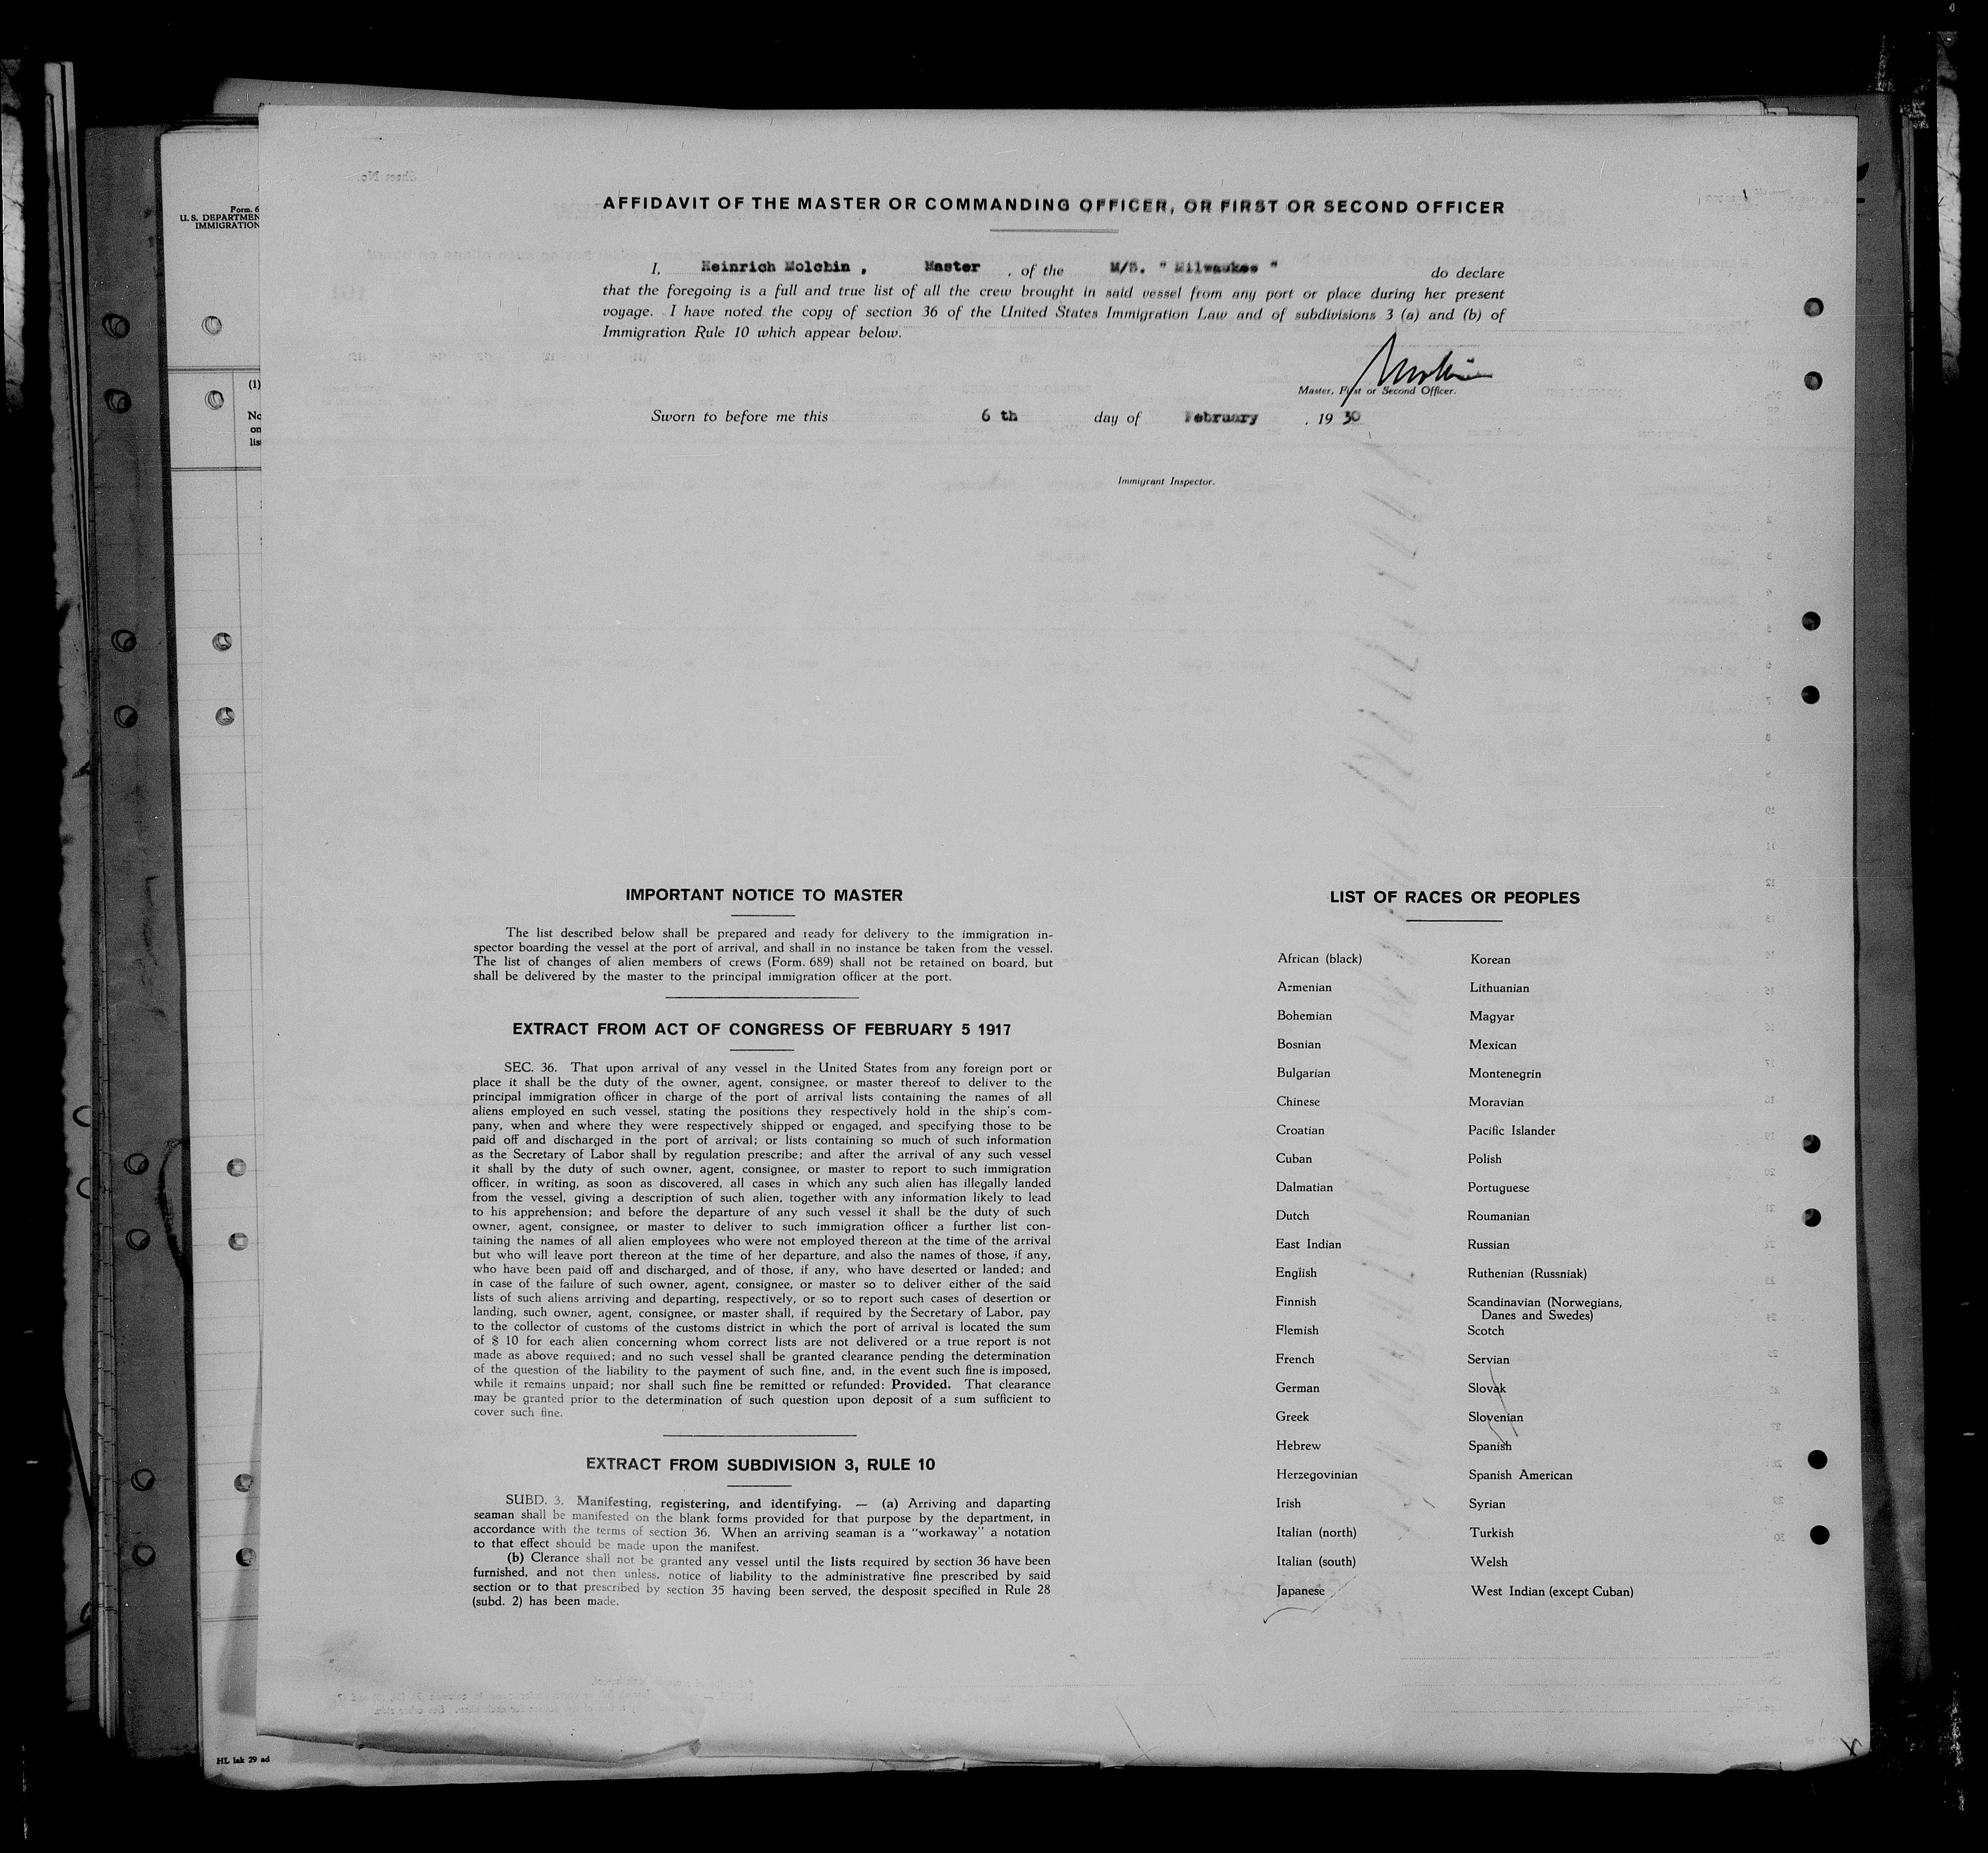 Form. 6
U. S. DEPARTMEN
IMMIGRATION
(1)
No
on
lis
HL lak 29 ad
AFFIDAVIT OF THE MASTER OR COMMANDING OFFICER, OR FIRST OR SECOND OFFICER
I, Heinrich Molchin , Master , of the M/S. " Milwaukee " do declare
that the foregoing is a full and true list of all the crew brought in said vessel from any port or place during her present
voyage. I have noted the copy of section 36 of the United States Immigration Law and of subdivisions 3 (a) and (b) of
Immigration Rule 10 which appear below.
Molchin
Master, First or Second Officer.
Sworn to before me this 6 th day of February , 19 30
Immigrant Inspector.
IMPORTANT NOTICE TO MASTER
The list described below shall be prepared and ready for delivery to the immigration in-
spector boarding the vessel at the port of arrival, and shall in no instance be taken from the vessel.
The list of changes of alien members of crews (Form. 689) shall not be retained on board, but
shall be delivered by the master to the principal immigration officer at the port.
EXTRACT FROM ACT OF CONGRESS OF FEBRUARY 5 1917
SEC. 36. That upon arrival of any vessel in the United States from any foreign port or
place it shall be the duty of the owner, agent, consignee, or master thereof to deliver to the
principal immigration officer in charge of the port of arrival lists containing the names of all
aliens employed en such vessel, stating the positions they respectively hold in the ship's com-
pany, when and where they were respectively shipped or engaged, and specifying those to be
paid off and discharged in the port of arrival; or lists containing so much of such information
as the Secretary of Labor shall by regulation prescribe; and after the arrival of any such vessel
it shall by the duty of such owner, agent, consignee, or master to report to such immigration
officer, in writing, as soon as discovered, all cases in which any such alien has illegally landed
from the vessel, giving a description of such alien, together with any information likely to lead
to his apprehension; and before the departure of any such vessel it shall be the duty of such
owner, agent, consignee, or master to deliver to such immigration officer a further list con-
taining the names of all alien employees who were not employed thereon at the time of the arrival
but who will leave port thereon at the time of her departure, and also the names of those, if any,
who have been paid off and discharged, and of those, if any, who have deserted or landed; and
in case of the failure of such owner, agent, consignee, or master so to deliver either of the said
lists of such aliens arriving and departing, respectively, or so to report such cases of desertion or
landing, such owner, agent, consignee, or master shall, if required by the Secretary of Labor, pay
to the collector of customs of the customs district in which the port of arrival is located the sum
of $ 10 for each alien concerning whom correct lists are not delivered or a true report is not
made as above required; and no such vessel shall be granted clearance pending the determination
of the question of the liability to the payment of such fine, and, in the event such fine is imposed,
while it remains unpaid; nor shall such fine be remitted or refunded: Provided. That clearance
may be granted prior to the determination of such question upon deposit of a sum sufficient to
cover such fine.
EXTRACT FROM SUBDIVISION 3, RULE 10
SUBD. 3. Manifesting, registering, and identifying. — (a) Arriving and daparting
seaman shall be manifested on the blank forms provided for that purpose by the department, in
accordance with the terms of section 36. When an arriving seaman is a "workaway" a notation
to that effect should be made upon the manifest.
(b) Clerance shall not be granted any vessel until the lists required by section 36 have been
furnished, and not then unless, notice of liability to the administrative fine prescribed by said
section or to that prescribed by section 35 having been served, the desposit specified in Rule 28
(subd. 2) has been made.
LIST OF RACES OR PEOPLES
African (black) Korean
Armenian Lithuanian
Bohemian Magyar
Bosnian Mexican
Bulgarian Montenegrin
Chinese Moravian
Croatian Pacific Islander
Cuban Polish
Dalmatian Portuguese
Dutch Roumanian
East Indian Russian
English Ruthenian (Russniak)
Finnish Scandinavian (Norwegians,
Danes and Swedes)
Flemish Scotch
French Servian
German Slovak
Greek Slovenian
Hebrew Spanish
Herzegovinian Spanish American
Irish Syrian
Italian (north) Turkish
Italian (south) Welsh
Japanese West Indian (except Cuban)